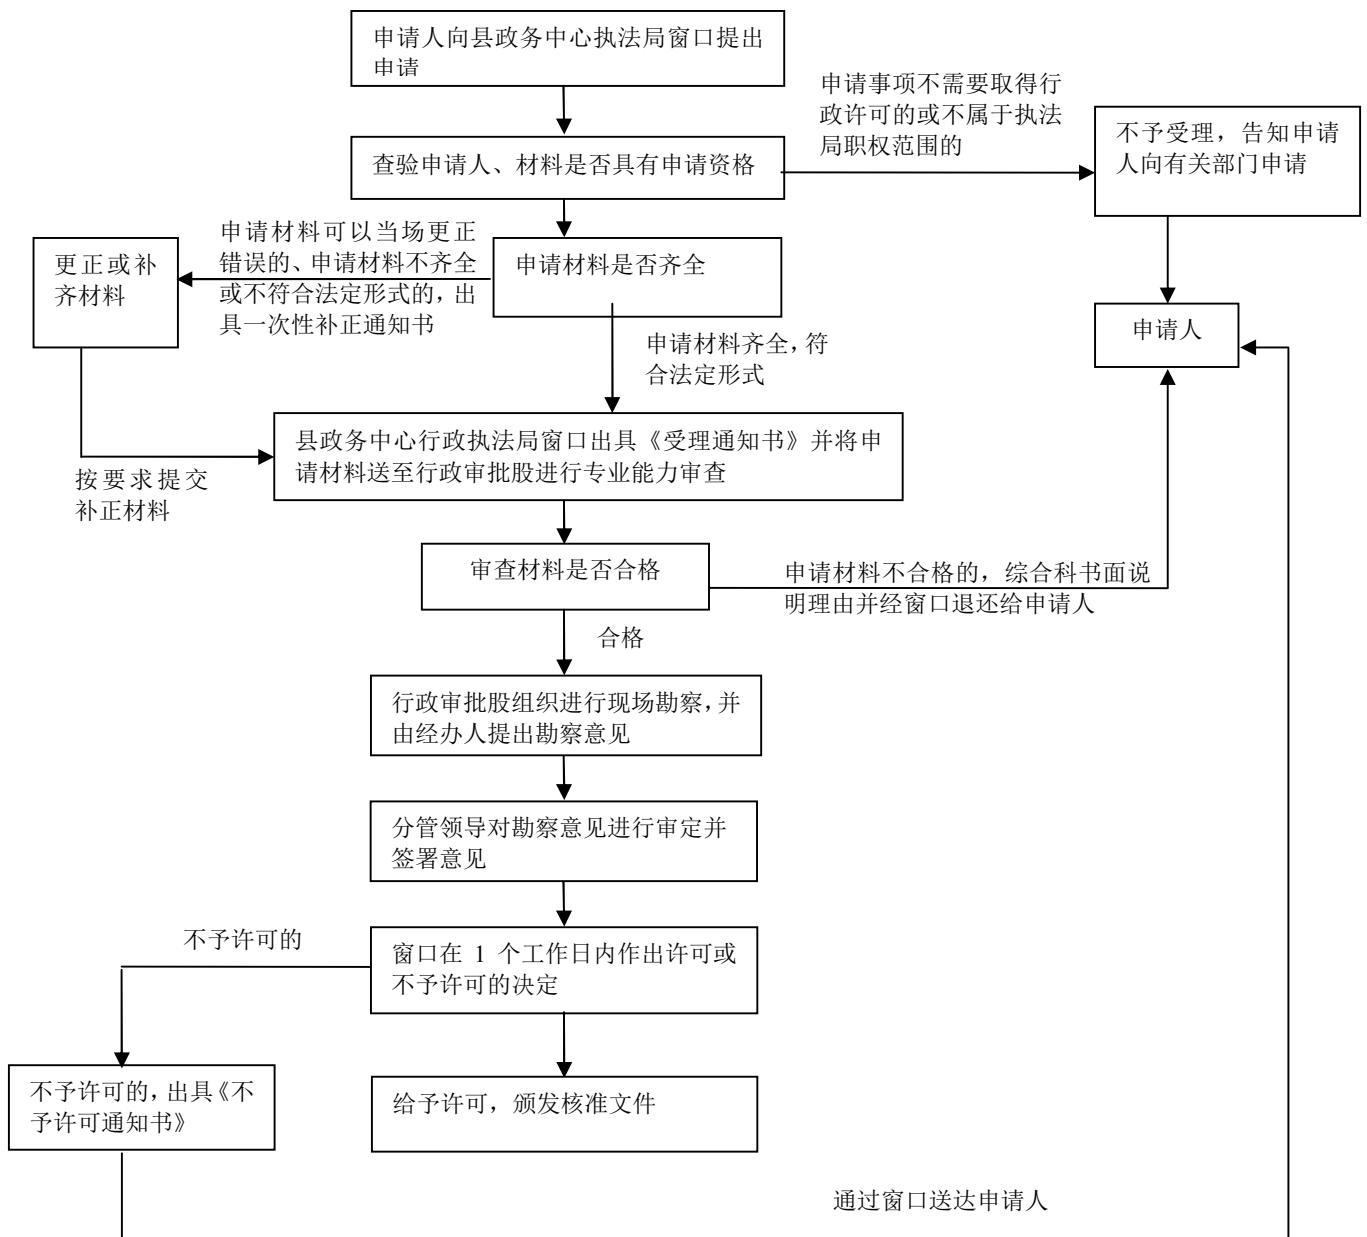 申请人向县政务中心执法局窗口提出
申请
申请事项不需要取得行
政许可的或不属于执法
局职权范围的
不予受理，告知申请
人向有关部门申请
查验申请人、材料是否具有申请资格
申请材料可以当场更正
错误的、申请材料不齐全
或不符合法定形式的，出
具一次性补正通知书
更正或补
齐材料
申请材料是否齐全
申请人
申请材料齐全，符
合法定形式
县政务中心行政执法局窗口出具《受理通知书》并将申
请材料送至行政审批股进行专业能力审查
按要求提交
补正材料
审查材料是否合格
申请材料不合格的，综合科书面说
明理由并经窗口退还给申请人
合格
行政审批股组织进行现场勘察，并
由经办人提出勘察意见
分管领导对勘察意见进行审定并
签署意见
不予许可的
窗口在 1 个工作日内作出许可或
不予许可的决定
不予许可的，出具《不
予许可通知书》
给予许可，颁发核准文件
通过窗口送达申请人